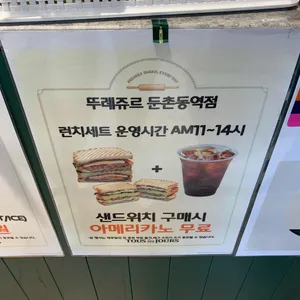 뚜레쥬르 둔촌동역점
런치세트 운영시간 AM11~14시
+
샌드위치 구매시
아메리카노 무료
TOUS les JOURS